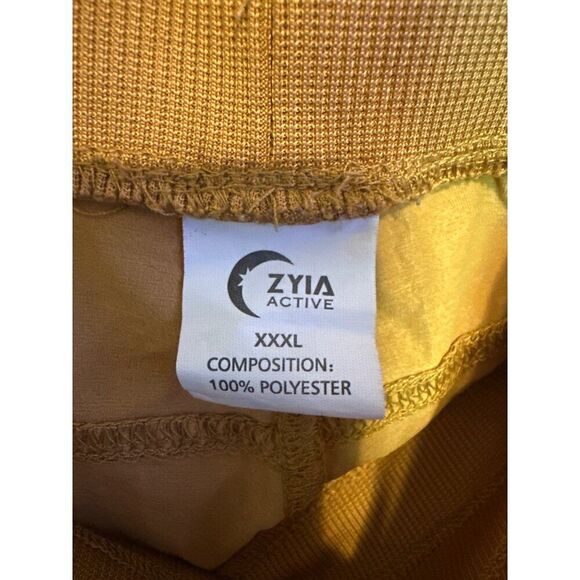 ZYIA
ACTIVE
XXXL
COMPOSITION:
100% POLYESTER